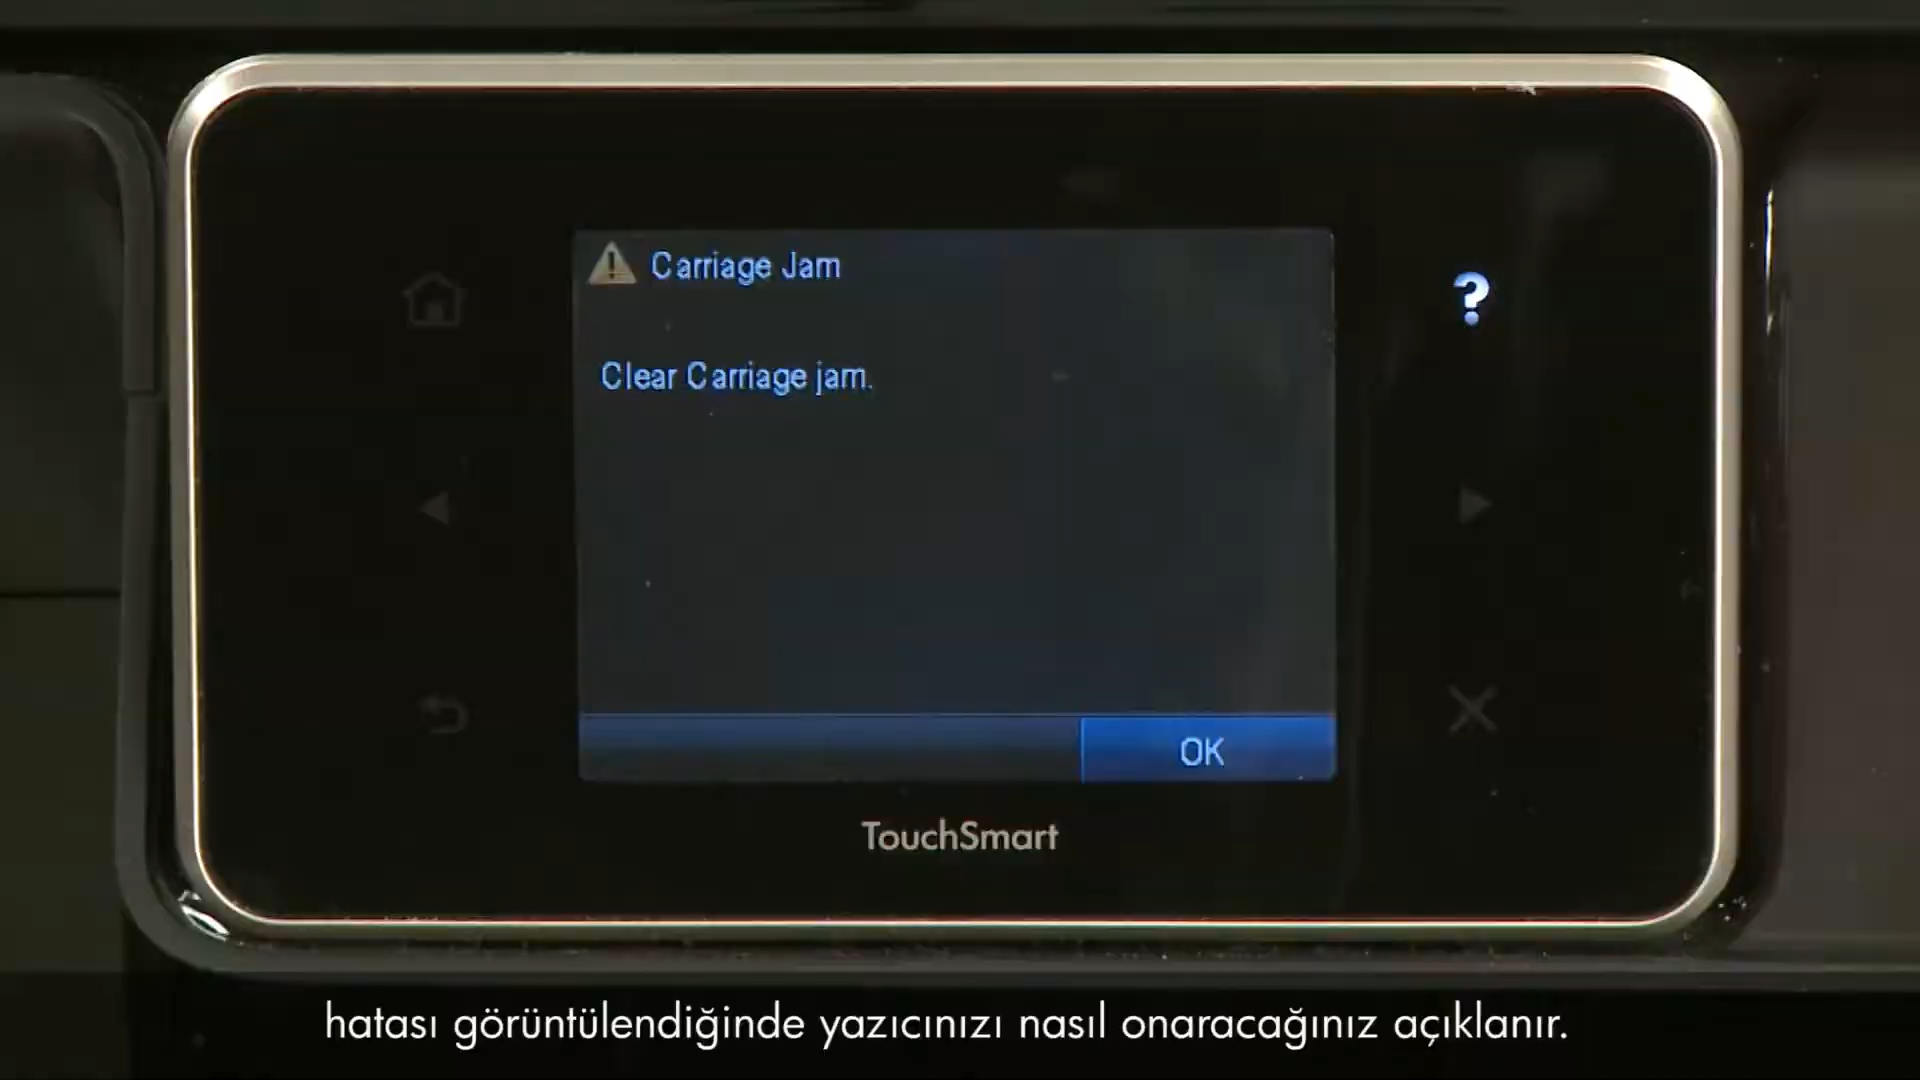 Carriage Jam
?
Clear Carriage jam.
OK
TouchSmart
hatası görüntülendiğinde yazıcınızı nasıl onaracağınız açıklanır.